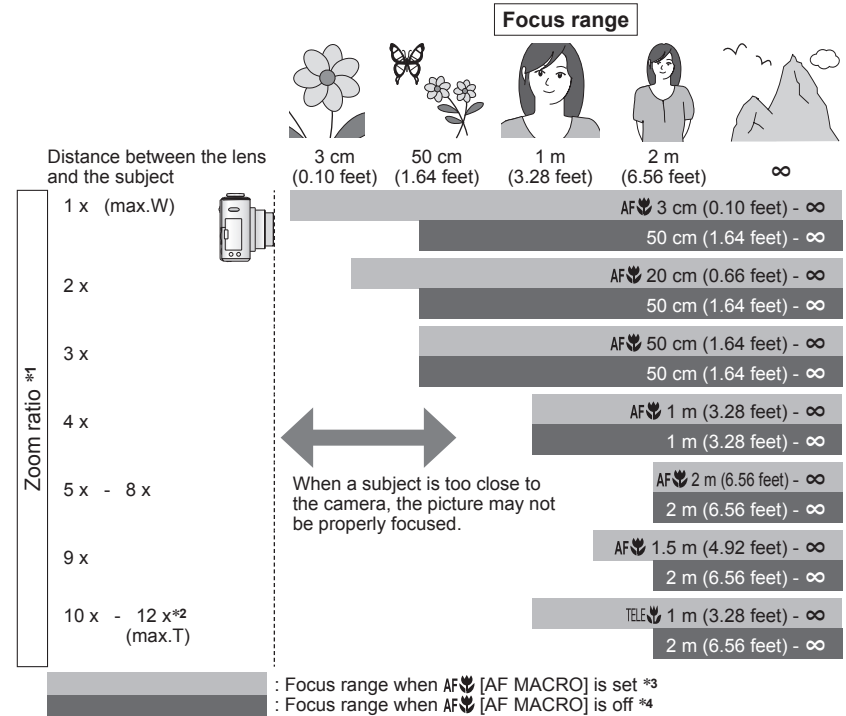 Focus range
Distance between the lens
and the subject
3 cm
(0.10 feet)
50 cm
(1.64 feet)
1 m
(3.28 feet)
2 m
(6.56 feet)
∞
Zoom ratio *1
1 x (max.W)
AF 3 cm (0.10 feet) - ∞
50 cm (1.64 feet) - ∞
2 x
AF 20 cm (0.66 feet) - ∞
50 cm (1.64 feet) - ∞
3 x
AF 50 cm (1.64 feet) - ∞
50 cm (1.64 feet) - ∞
4 x
AF 1 m (3.28 feet) - ∞
1 m (3.28 feet) - ∞
When a subject is too close to
the camera, the picture may not
be properly focused.
5 x - 8 x
AF 2 m (6.56 feet) - ∞
2 m (6.56 feet) - ∞
9 x
AF 1.5 m (4.92 feet) - ∞
2 m (6.56 feet) - ∞
10 x - 12 x*2
(max.T)
TELE 1 m (3.28 feet) - ∞
2 m (6.56 feet) - ∞
: Focus range when AF [AF MACRO] is set *3
: Focus range when AF [AF MACRO] is off *4